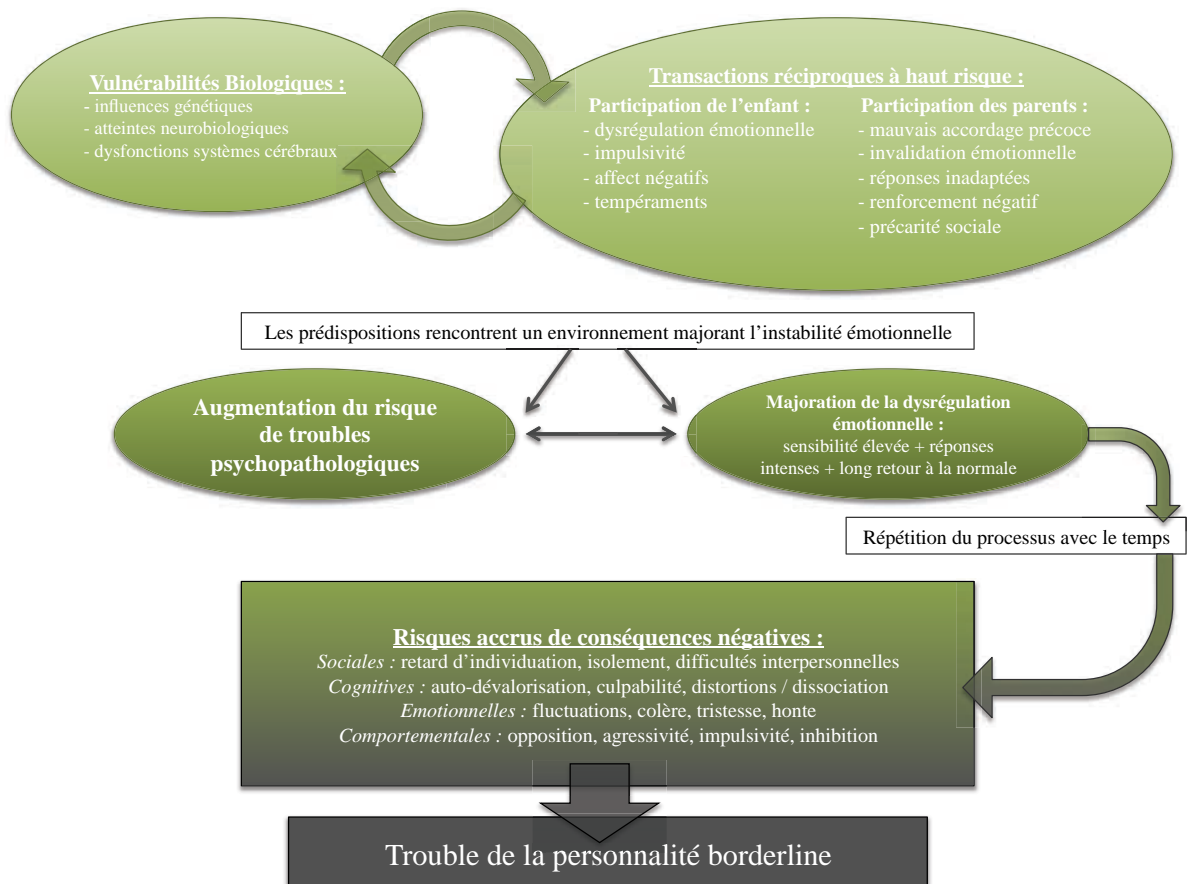 Vulnérabilités Biologiques :
- influences génétiques
- atteintes neurobiologiques
- dysfonctions systèmes cérébraux
Transactions réciproques à haut risque :
Participation de l'enfant :
- dysrégulation émotionnelle
- impulsivité
- affect négatifs
- tempéraments
Participation des parents :
- mauvais accordage précoce
- invalidation émotionnelle
- réponses inadaptées
- renforcement négatif
- précarité sociale
Les prédispositions rencontrent un environnement majorant l'instabilité émotionnelle
Augmentation du risque
de troubles
psychopathologiques
Majoration de la dysrégulation
émotionnelle :
sensibilité élevée + réponses
intenses + long retour à la normale
Répétition du processus avec le temps
Risques accrus de conséquences négatives :
Sociales : retard d'individuation, isolement, difficultés interpersonnelles
Cognitives : auto-dévalorisation, culpabilité, distortions / dissociation
Emotionnelles : fluctuations, colère, tristesse, honte
Comportementales : opposition, agressivité, impulsivité, inhibition
Trouble de la personnalité borderline